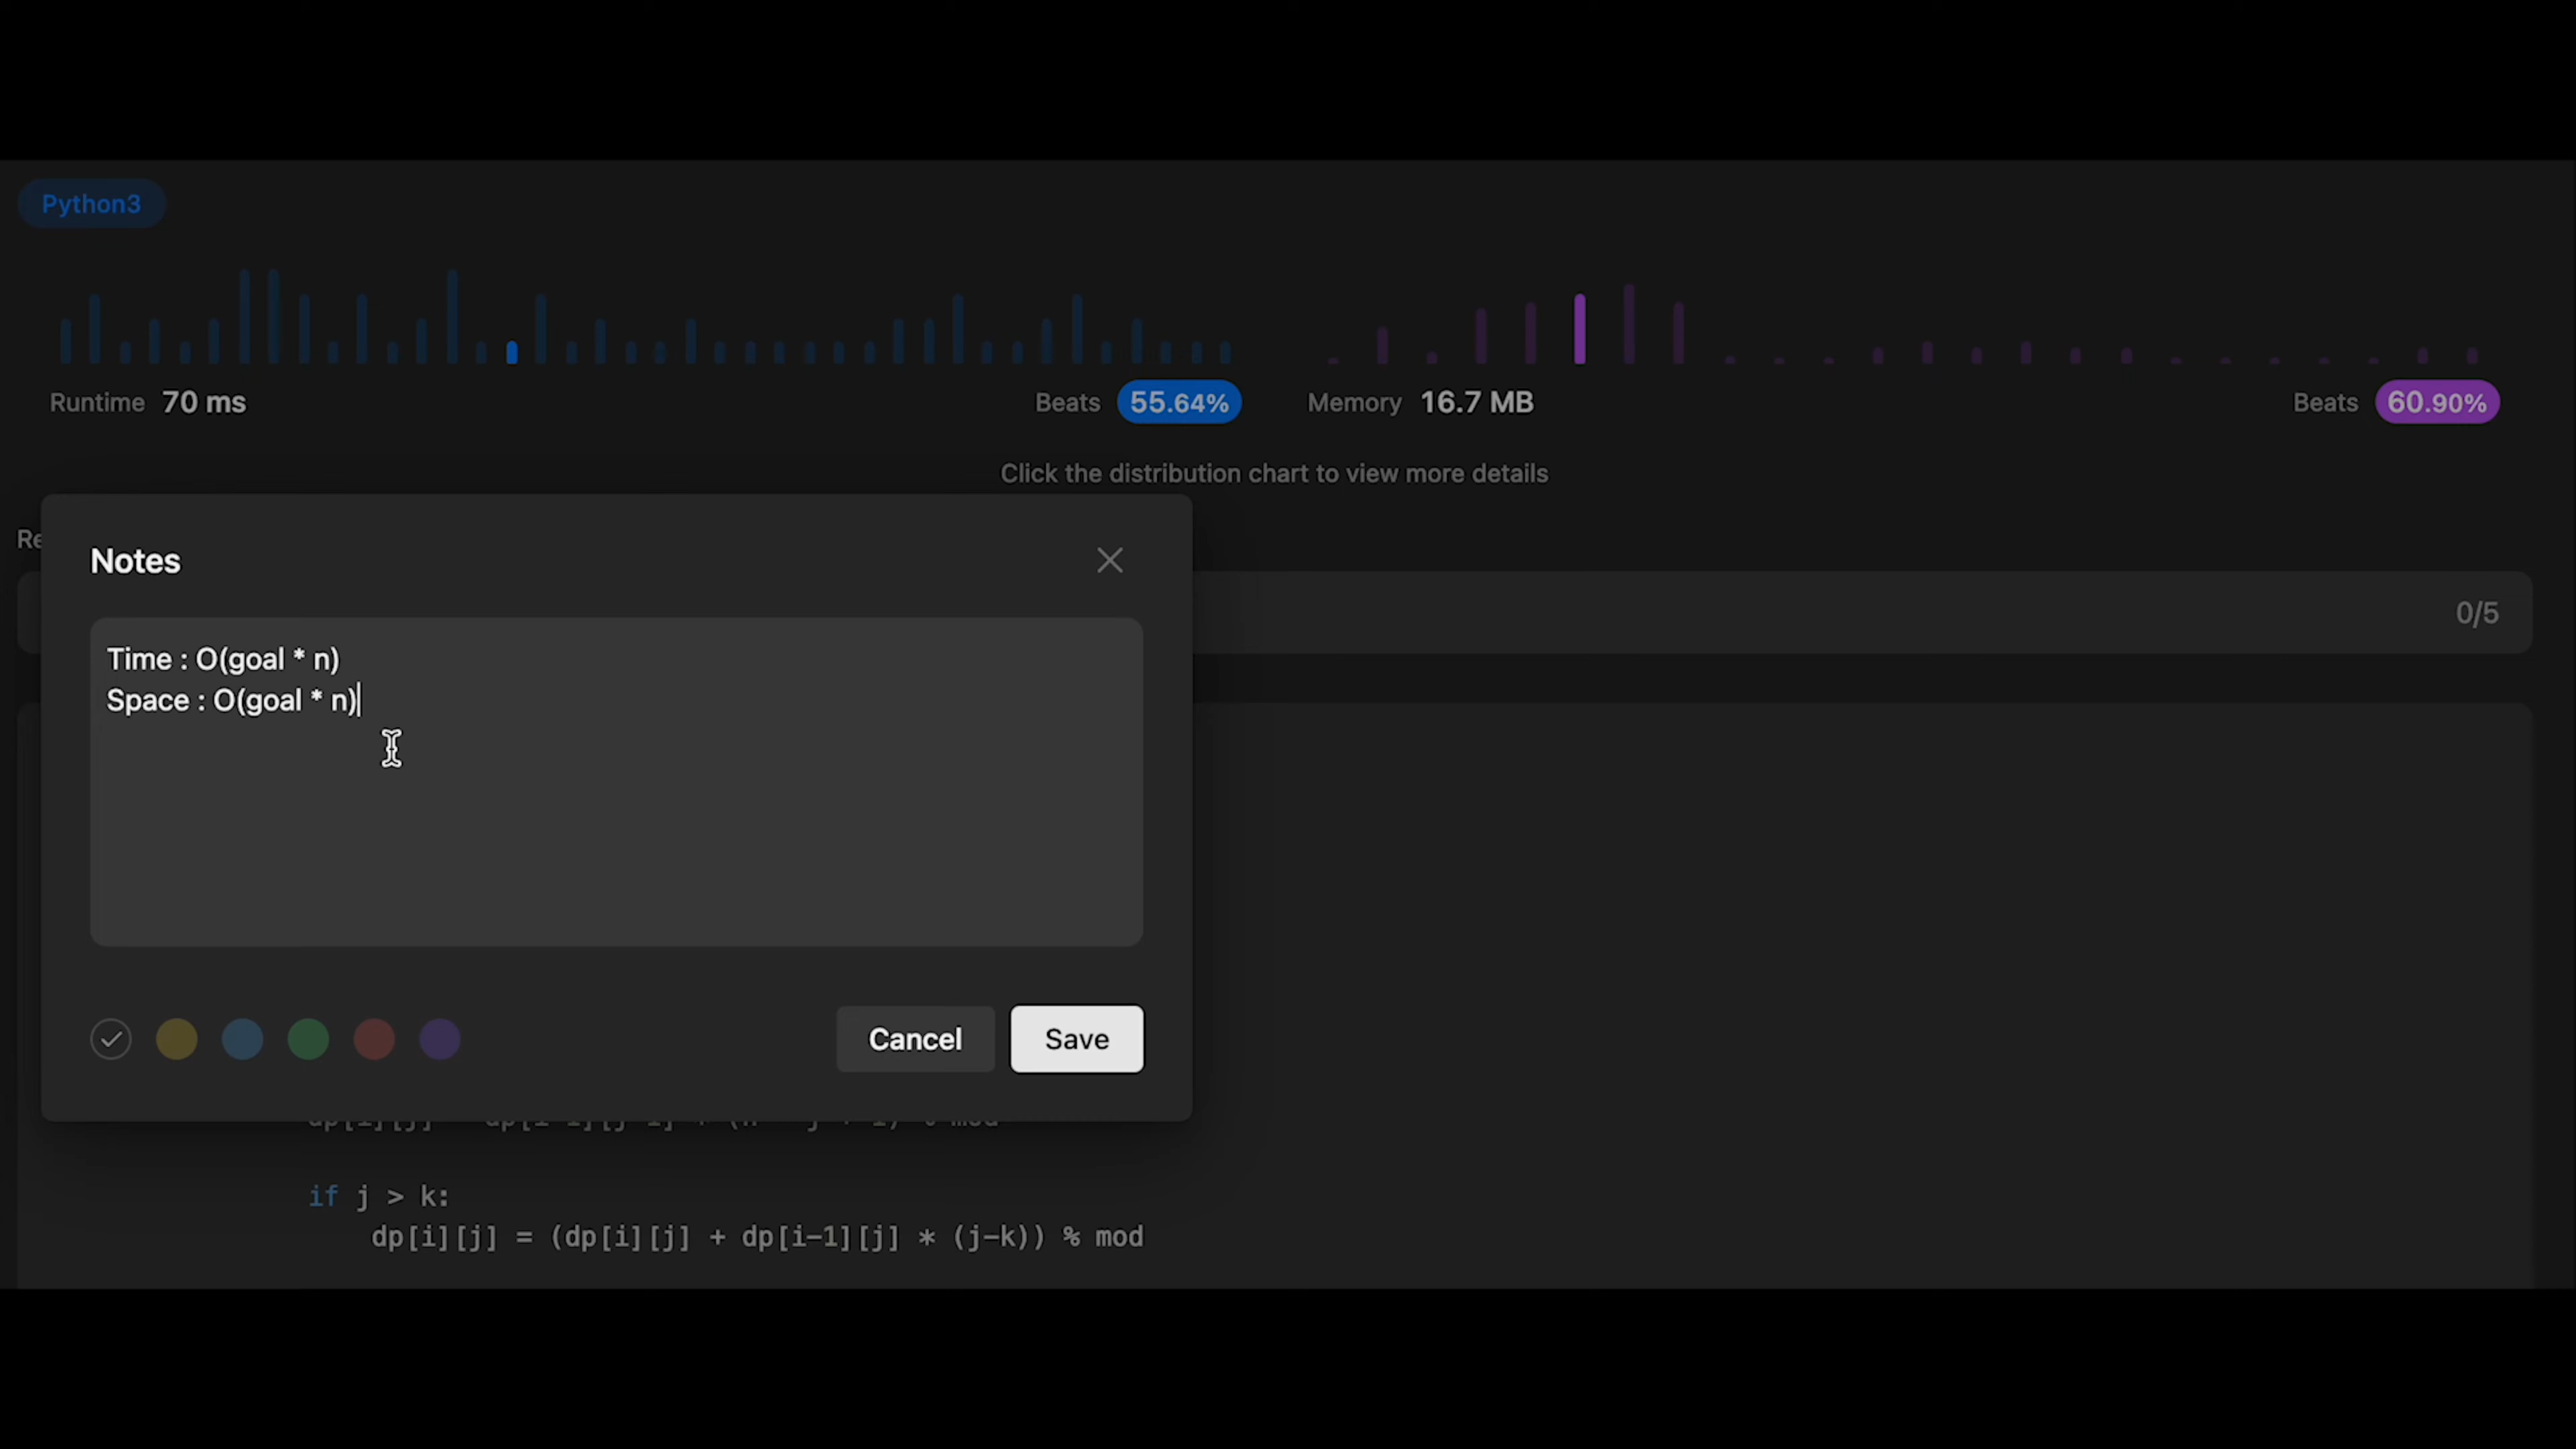 Python3
Runtime 70 ms Beats 55.64% Memory 16.7 MB Beats 60.90%
Click the distribution chart to view more details
Re
Notes
0/5
Time : O(goal * n)
Space : O(goal * n)
Cancel Save
if j > k:
dp[i][j] = (dp[i][j] + dp[i-1][j] * (j-k)) % mod